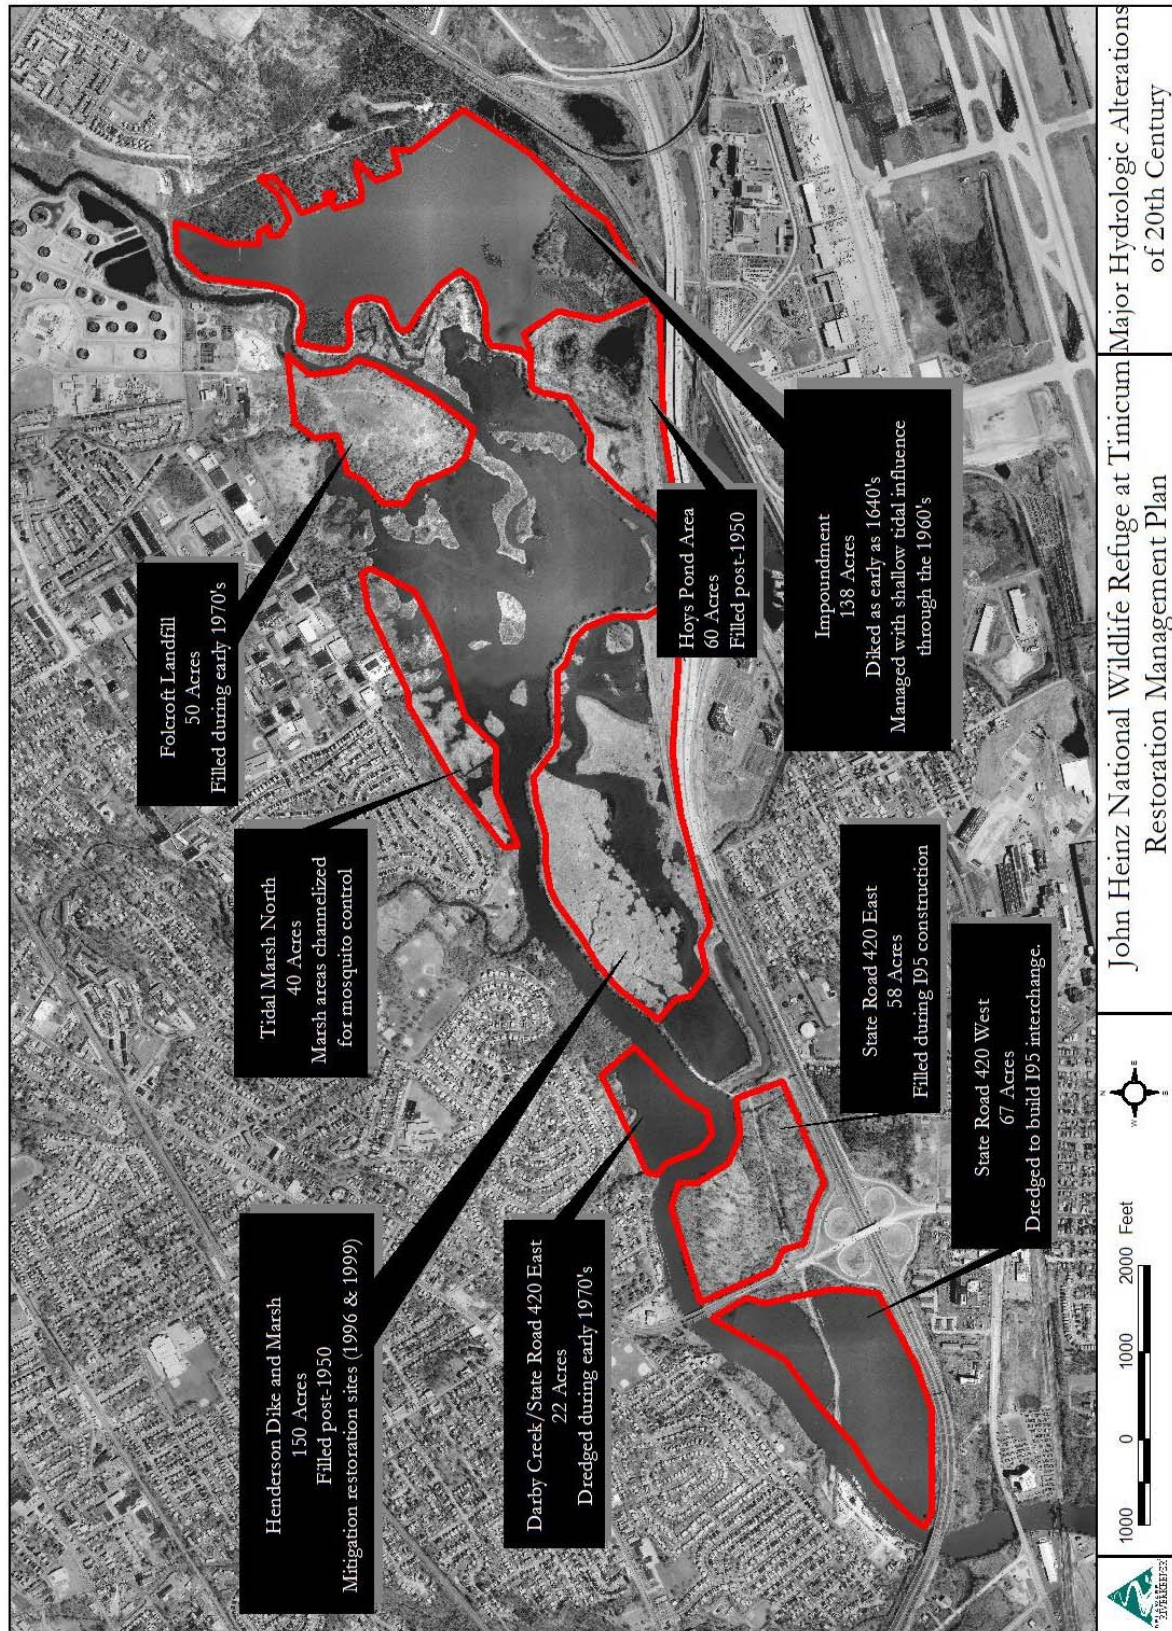 Henderson Dike and Marsh
150 Acres
Filled post-1950
Mitigation restoration sites (1996 & 1999)
Tidal Marsh North
40 Acres
Marsh areas channelized
for mosquito control
Folcroft Landfill
50 Acres
Filled during early 1970's
Darby Creek/State Road 420 East
22 Acres
Dredged during early 1970's
Hoys Pond Area
60 Acres
Filled post-1950
Impoundment
138 Acres
Diked as early as 1640's
Managed with shallow tidal influence
through the 1960's
State Road 420 East
58 Acres
Filled during I95 construction
State Road 420 West
67 Acres
Dredged to build I95 interchange.
1000 0 1000 2000 Feet
N
W E
S
John Heinz National Wildlife Refuge at Tinicum
Restoration Management Plan
Major Hydrologic Alterations
of 20th Century
RIVERKEEPER